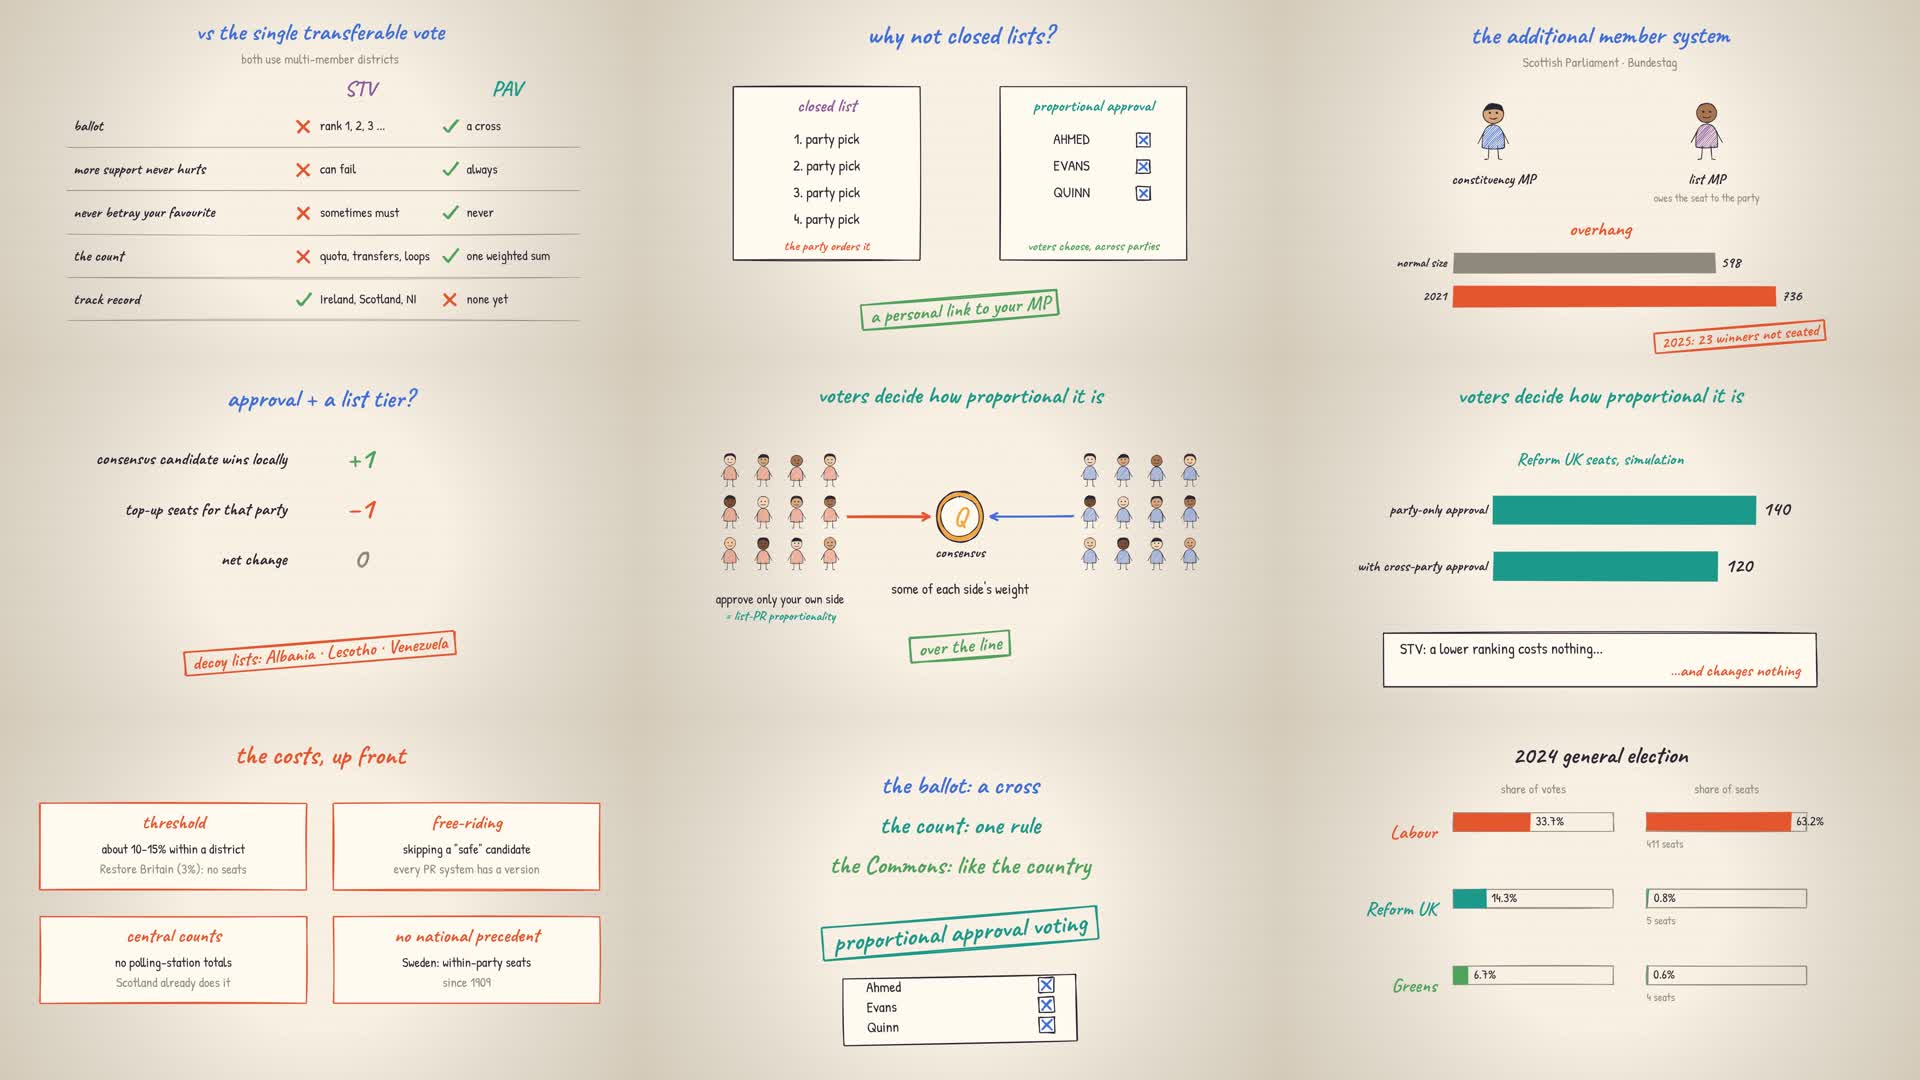 vs the single transferable vote
both use multi-member districts
STV PAV
ballot rank 1, 2, 3 ... a cross
more support never hurts can fail always
never betray your favourite sometimes must never
the count quota, transfers, loops one weighted sum
track record Ireland, Scotland, NI none yet
why not closed lists?
closed list
1. party pick
2. party pick
3. party pick
4. party pick
the party orders it
proportional approval
AHMED
EVANS
QUINN
voters choose, across parties
a personal link to your MP
the additional member system
Scottish Parliament · Bundestag
constituency MP
list MP
owes the seat to the party
overhang
normal size 598
2021 736
2025: 23 winners not seated
approval + a list tier?
consensus candidate wins locally +1
top-up seats for that party −1
net change 0
decoy lists: Albania · Lesotho · Venezuela
voters decide how proportional it is
Q
consensus
some of each side's weight
approve only your own side
= list-PR proportionality
over the line
voters decide how proportional it is
Reform UK seats, simulation
party-only approval 140
with cross-party approval 120
STV: a lower ranking costs nothing...
...and changes nothing
the costs, up front
threshold
about 10-15% within a district
Restore Britain (3%): no seats
free-riding
skipping a "safe" candidate
every PR system has a version
central counts
no polling-station totals
Scotland already does it
no national precedent
Sweden: within-party seats
since 1909
the ballot: a cross
the count: one rule
the Commons: like the country
proportional approval voting
Ahmed
Evans
Quinn
2024 general election
share of votes share of seats
Labour 33.7% 63.2%
411 seats
Reform UK 14.3% 0.8%
5 seats
Greens 6.7% 0.6%
4 seats